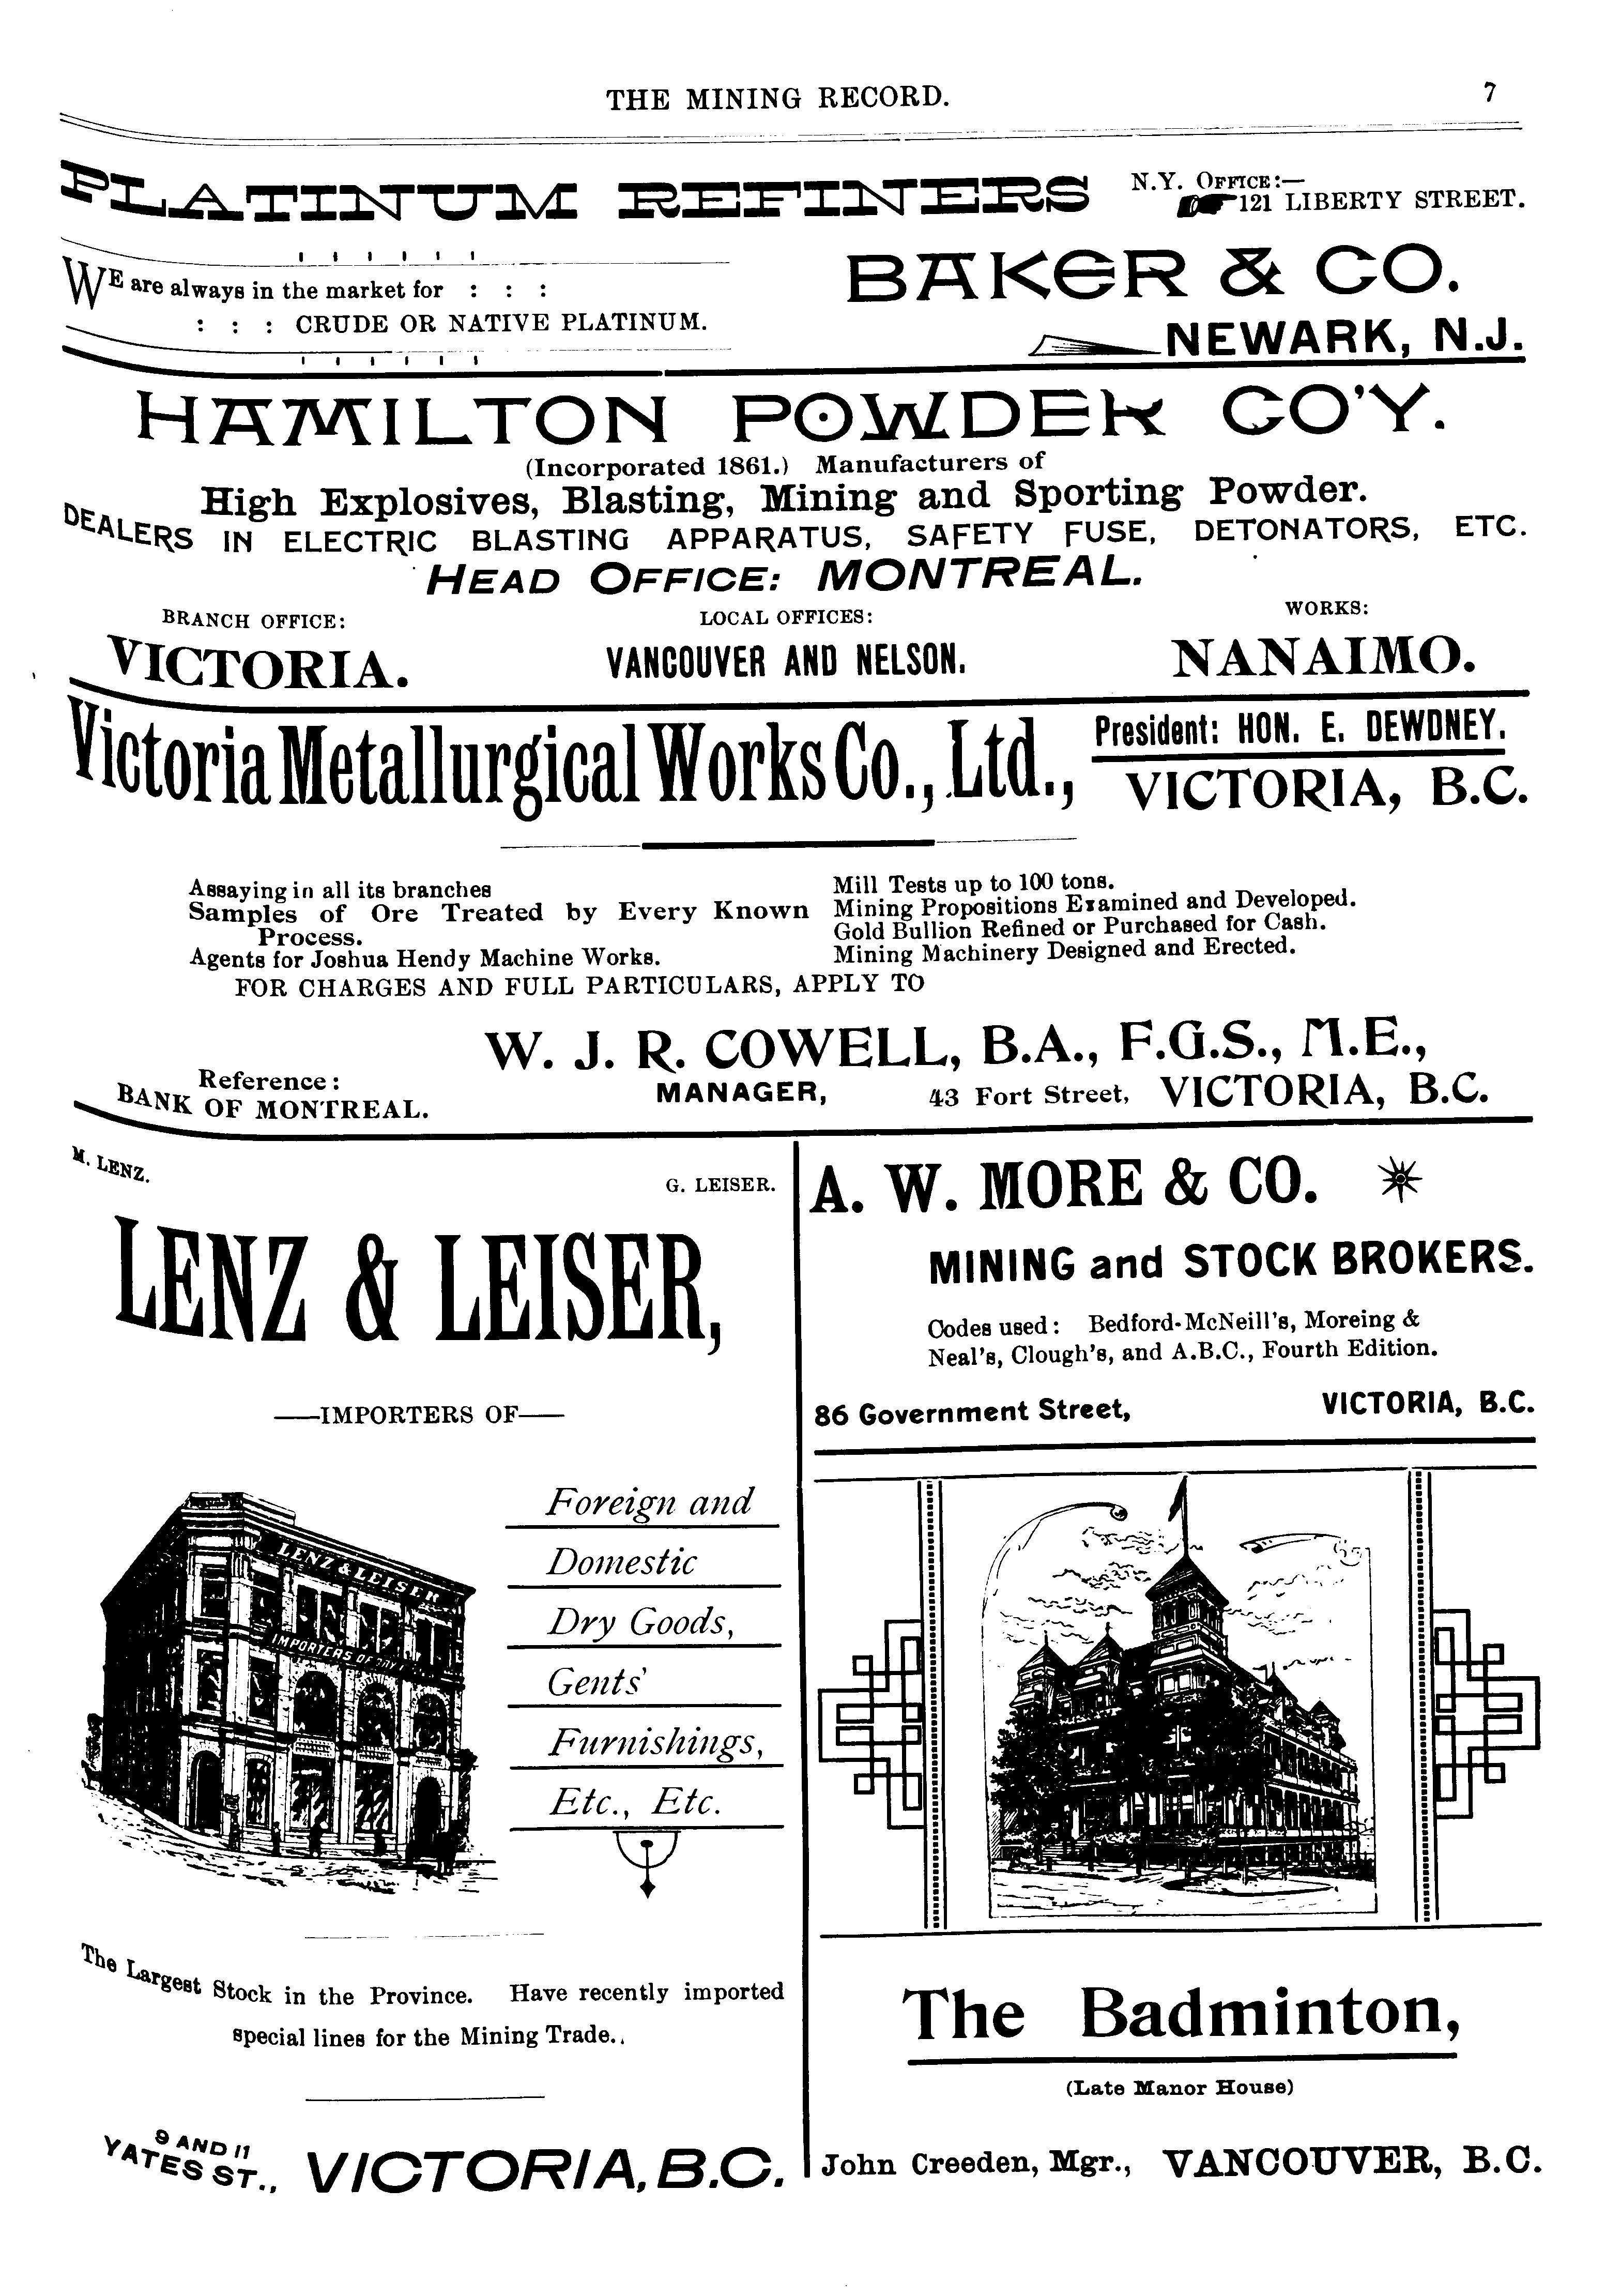 THE MINING RECORD.
7
PLATINUM REFINERS
N.Y. OFFICE:—
121 LIBERTY STREET.
WE are always in the market for : : :
: : : CRUDE OR NATIVE PLATINUM.
BAKER & CO.
NEWARK, N.J.
HAMILTON POWDER CO'Y.
(Incorporated 1861.) Manufacturers of
High Explosives, Blasting, Mining and Sporting Powder.
DEALERS IN ELECTRIC BLASTING APPARATUS, SAFETY FUSE, DETONATORS, ETC.
HEAD OFFICE: MONTREAL.
BRANCH OFFICE:
VICTORIA.
LOCAL OFFICES:
VANCOUVER AND NELSON.
WORKS:
NANAIMO.
Victoria Metallurgical Works Co., Ltd.,
President: HON. E. DEWDNEY.
VICTORIA, B.C.
Assaying in all its branches
Samples of Ore Treated by Every Known
Process.
Agents for Joshua Hendy Machine Works.
Mill Tests up to 100 tons.
Mining Propositions Examined and Developed.
Gold Bullion Refined or Purchased for Cash.
Mining Machinery Designed and Erected.
FOR CHARGES AND FULL PARTICULARS, APPLY TO
W. J. R. COWELL, B.A., F.G.S., M.E.,
Reference:
BANK OF MONTREAL.
MANAGER, 43 Fort Street, VICTORIA, B.C.
M. LENZ.
G. LEISER.
LENZ & LEISER,
—IMPORTERS OF—
LENZ & LEISER
IMPORTERS OF DRY
Foreign and
Domestic
Dry Goods,
Gents'
Furnishings,
Etc., Etc.
The Largest Stock in the Province. Have recently imported
special lines for the Mining Trade..
9 AND 11
YATES ST., VICTORIA, B.C.
A. W. MORE & CO.
MINING and STOCK BROKERS.
Codes used: Bedford-McNeill's, Moreing &
Neal's, Clough's, and A.B.C., Fourth Edition.
86 Government Street, VICTORIA, B.C.
The Badminton,
(Late Manor House)
John Creeden, Mgr., VANCOUVER, B.C.